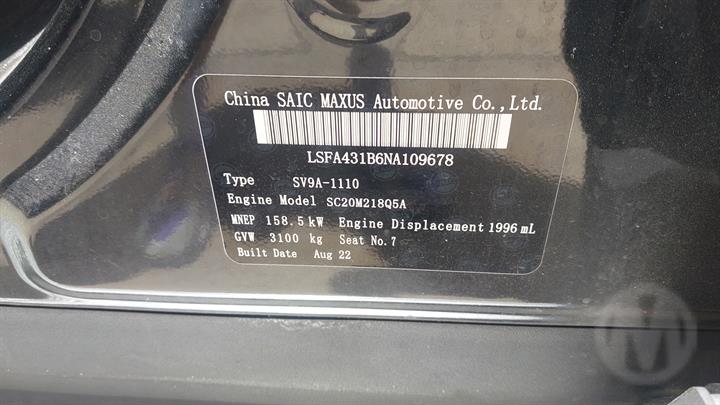 China SAIC MAXUS Automotive Co.,Ltd.
LSFA431B6NA109678
Type SV9A-1110
Engine Model SC20M218Q5A
MNEP 158.5 kW Engine Displacement 1996 mL
GVW 3100 kg Seat No. 7
Built Date Aug 22
M